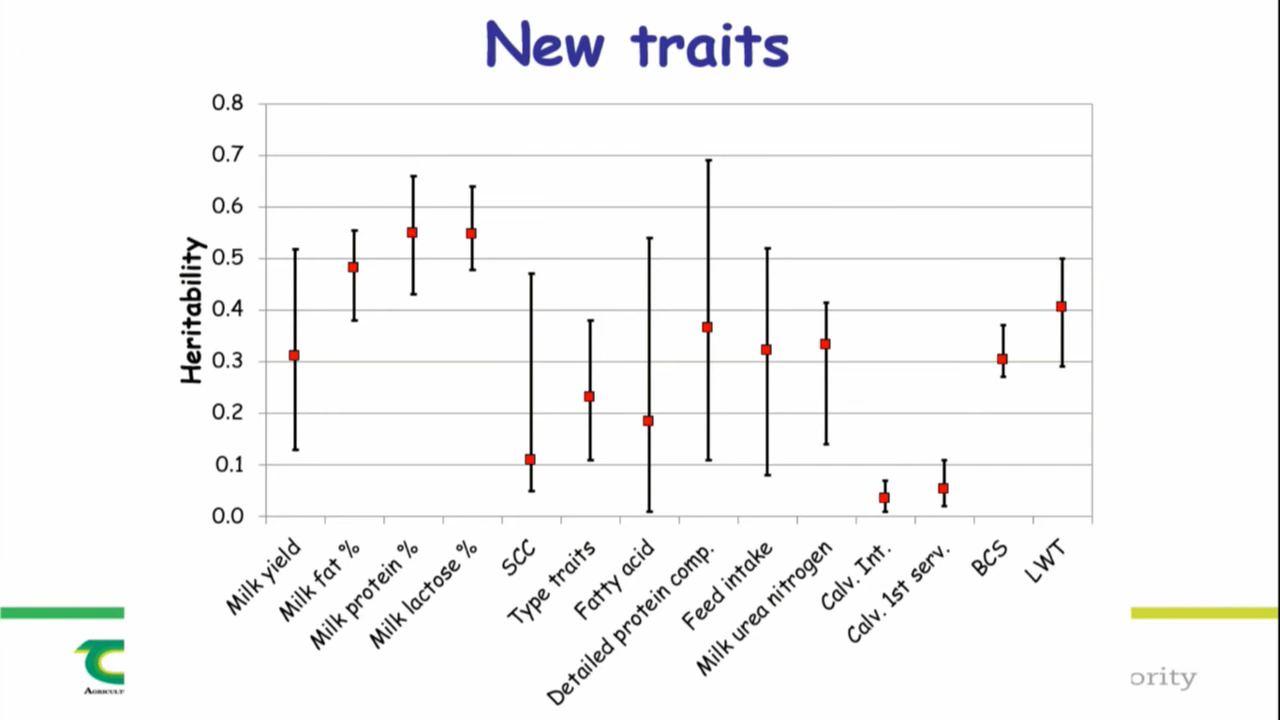 New traits
0.8
0.7
0.6
0.5
0.4
0.3
0.2
0.1
0.0
Heritability
Milk yield
Milk fat %
Milk protein %
Milk lactose %
SCC
Type traits
Fatty acid
Detailed protein comp.
Feed intake
Milk urea nitrogen
Calv. Int.
Calv. 1st serv.
BCS
LWT
AGRICULT
ority